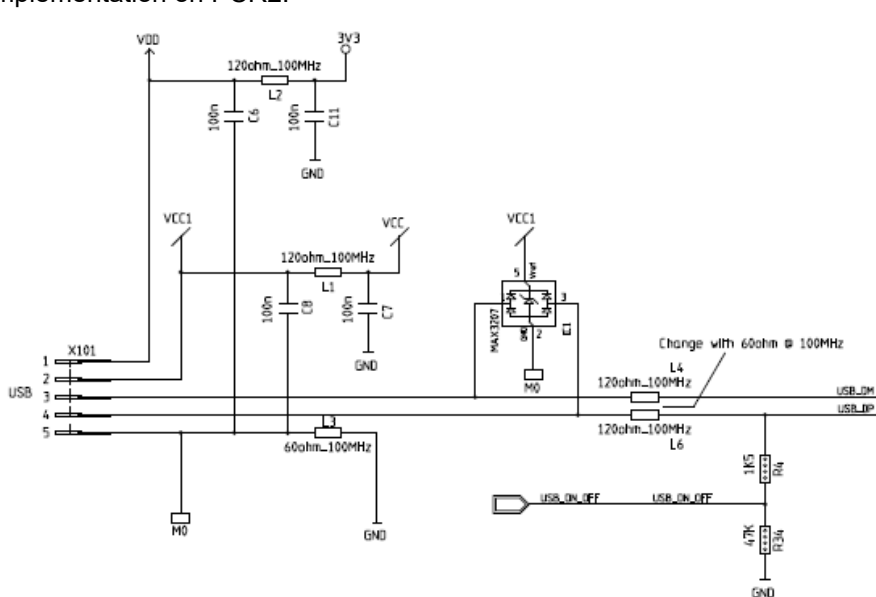 mplementation on PURE.
VDD
3V3
120ohm_100MHz
L2
100n
C6
100n
C11
GND
VCC1
VCC
VCC1
120ohm_100MHz
L1
100n
C8
100n
C7
GND
5
Vref
MAX3207
3
GND
2
E1
M0
Change with 60ohm @ 100MHz
X101
USB
1
2
3
4
5
L4
120ohm_100MHz
USB_DM
USB_DP
120ohm_100MHz
L6
L3
60ohm_100MHz
M0
GND
1K5
R4
USB_ON_OFF
USB_ON_OFF
47K
R34
GND